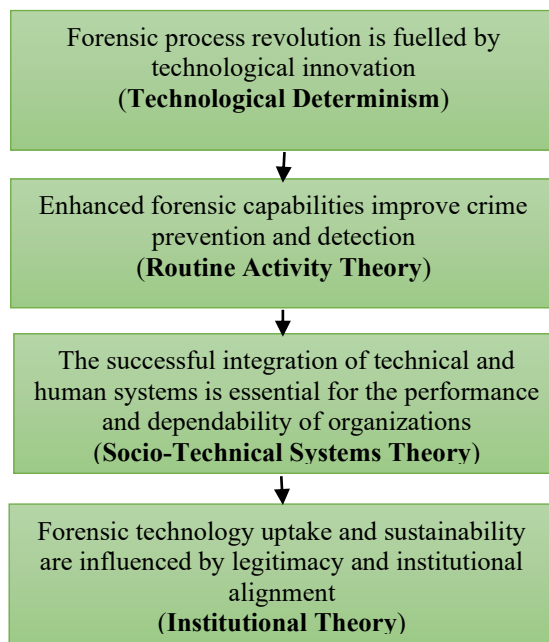 Forensic process revolution is fuelled by
technological innovation
(Technological Determinism)
Enhanced forensic capabilities improve crime
prevention and detection
(Routine Activity Theory)
The successful integration of technical and
human systems is essential for the performance
and dependability of organizations
(Socio-Technical Systems Theory)
Forensic technology uptake and sustainability
are influenced by legitimacy and institutional
alignment
(Institutional Theory)